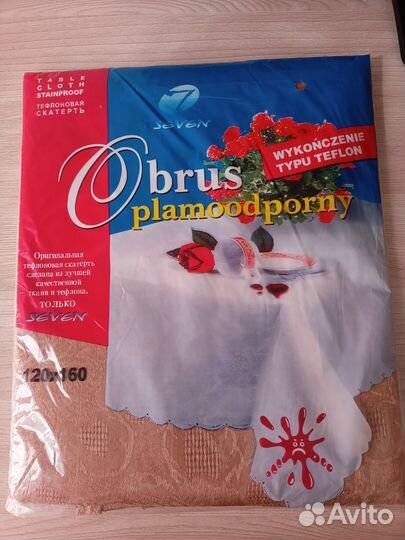 TABLE
CLOTH
STAINPROOF
ТЕФЛОНОВАЯ
СКАТЕРТЬ
7
SEVEN
WYKOŃCZENIE
TYPU TEFLON
Obrus
plamoodporny
Оригинальная
тефлоновая скатерть
сделана из лучшей
качественной
ткани и тефлона.
ТОЛЬКО
SEVEN
120x160
Avito